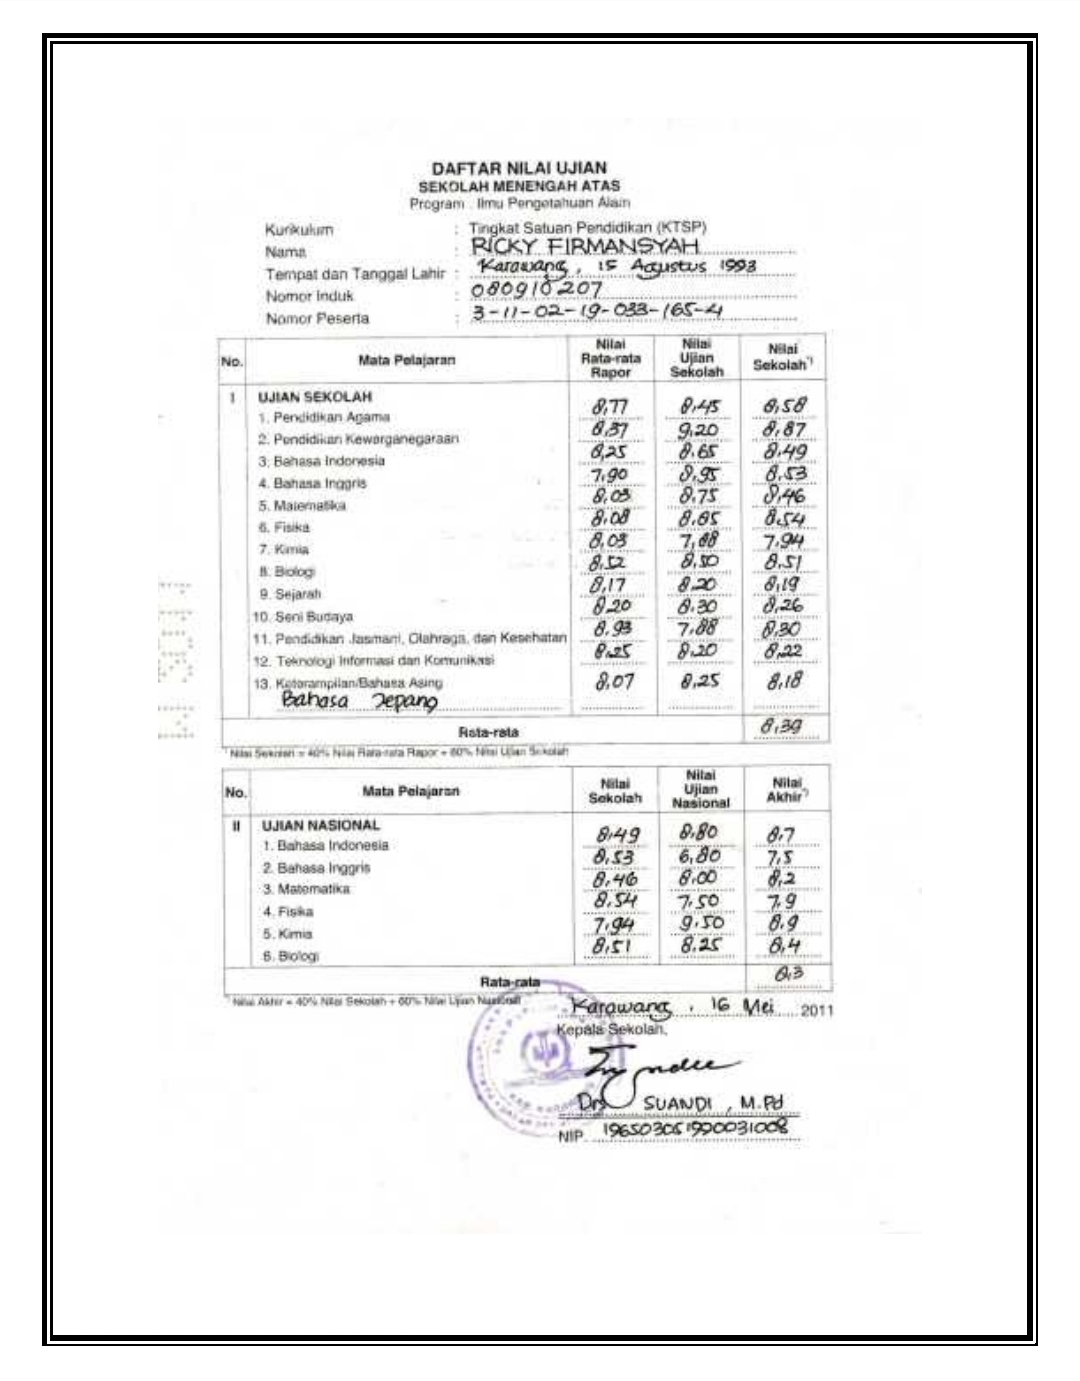 DAFTAR NILAI UJIAN
SEKOLAH MENENGAH ATAS
Program : Ilmu Pengetahuan Alam
Kurikulum : Tingkat Satuan Pendidikan (KTSP)
Nama : RICKY FIRMANSYAH
Tempat dan Tanggal Lahir : Karawang, 15 Agustus 1993
Nomor Induk : 080910207
Nomor Peserta : 3-11-02-19-033-165-4
No. Mata Pelajaran Nilai Rata-rata Rapor Nilai Ujian Sekolah Nilai Sekolah*)
I UJIAN SEKOLAH
1. Pendidikan Agama 8,77 8,45 8,58
2. Pendidikan Kewarganegaraan 8,37 9,20 8,87
3. Bahasa Indonesia 8,25 8,65 8,49
4. Bahasa Inggris 7,90 8,95 8,53
5. Matematika 8,03 8,75 8,46
6. Fisika 8,08 8,85 8,54
7. Kimia 8,03 7,88 7,94
8. Biologi 8,52 8,50 8,51
9. Sejarah 8,17 8,20 8,19
10. Seni Budaya 8,20 8,30 8,26
11. Pendidikan Jasmani, Olahraga, dan Kesehatan 8,93 7,88 8,30
12. Teknologi Informasi dan Komunikasi 8,25 8,20 8,22
13. Keterampilan/Bahasa Asing 8,07 8,25 8,18
Bahasa Jepang
Rata-rata 8,39
*) Nilai Sekolah = 40% Nilai Rata-rata Rapor + 60% Nilai Ujian Sekolah
No. Mata Pelajaran Nilai Sekolah Nilai Ujian Nasional Nilai Akhir*)
II UJIAN NASIONAL
1. Bahasa Indonesia 8,49 8,80 8,7
2. Bahasa Inggris 8,53 6,80 7,5
3. Matematika 8,46 8,00 8,2
4. Fisika 8,54 7,50 7,9
5. Kimia 7,94 9,50 8,9
6. Biologi 8,51 8,25 8,4
Rata-rata 8,3
*) Nilai Akhir = 40% Nilai Sekolah + 60% Nilai Ujian Nasional
Karawang, 16 Mei 2011
Kepala Sekolah,
Drs SUANDI, M.Pd
NIP. 196503051990031008